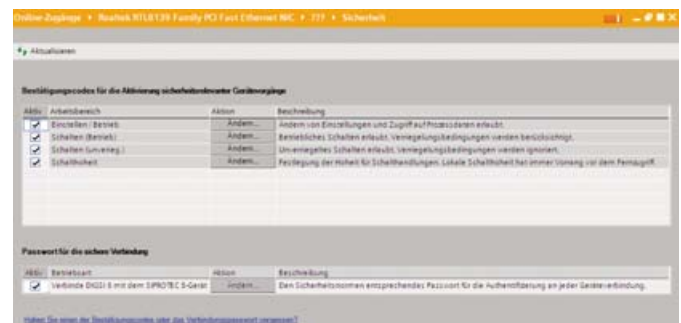 Online-Zugänge ▸ Realtek RTL8139 Family PCI Fast Ethernet NIC ▸ ??? ▸ Sicherheit
Aktualisieren
Bestätigungscodes für die Aktivierung sicherheitsrelevanter Gerätevorgänge
Aktiv Arbeitsbereich Aktion Beschreibung
Einstellen / Betrieb Ändern... Ändern von Einstellungen und Zugriff auf Prozessdaten erlaubt.
Schalten (Betrieb) Ändern... Betriebliches Schalten erlaubt, Verriegelungsbedingungen werden berücksichtigt.
Schalten (unverrieg.) Ändern... Unverriegeltes Schalten erlaubt, Verriegelungsbedingungen werden ignoriert.
Schalthoheit Ändern... Festlegung der Hoheit für Schalthandlungen. Lokale Schalthoheit hat immer Vorrang vor dem Fernzugriff.
Passwort für die sichere Verbindung
Aktiv Betriebsart Aktion Beschreibung
Verbinde DIGSI 5 mit dem SIPROTEC 5-Gerät Ändern... Den Sicherheitsnormen entsprechendes Passwort für die Authentifizierung an jeder Geräteverbindung.
Haben Sie einen der Bestätigungscodes oder das Verbindungspasswort vergessen?